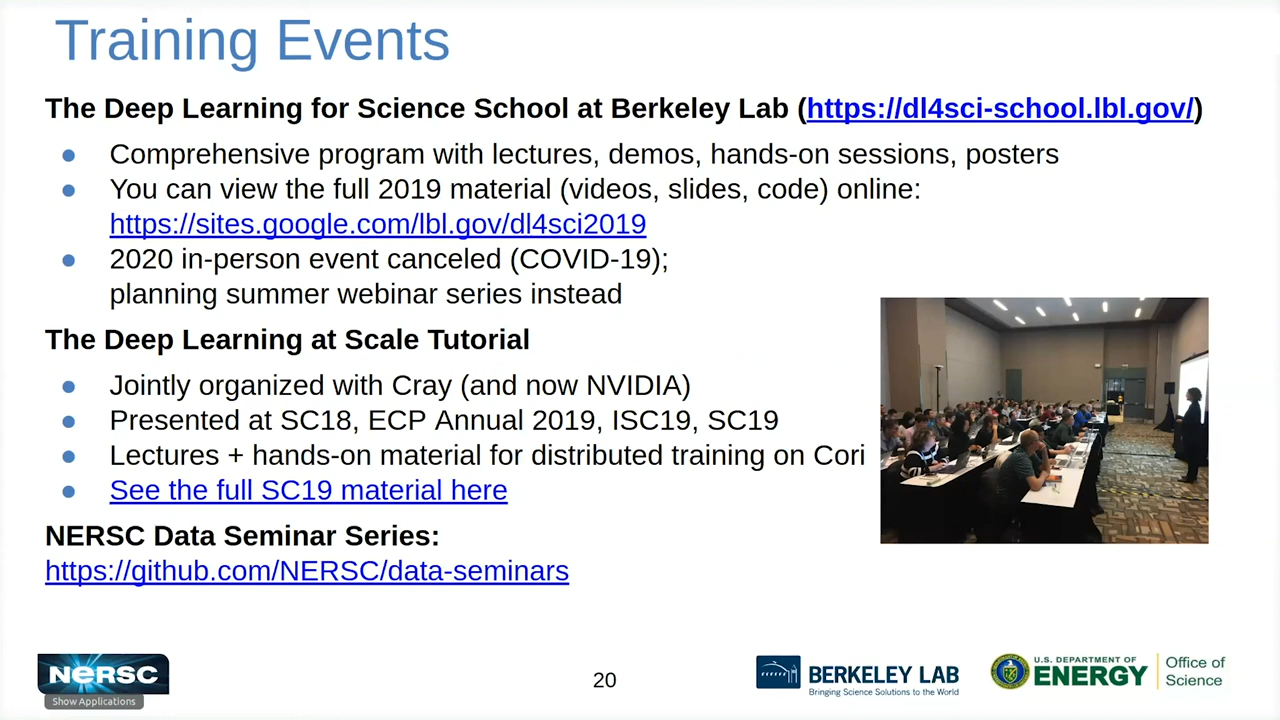 Training Events
The Deep Learning for Science School at Berkeley Lab (https://dl4sci-school.lbl.gov/)
● Comprehensive program with lectures, demos, hands-on sessions, posters
● You can view the full 2019 material (videos, slides, code) online:
https://sites.google.com/lbl.gov/dl4sci2019
● 2020 in-person event canceled (COVID-19);
planning summer webinar series instead
The Deep Learning at Scale Tutorial
● Jointly organized with Cray (and now NVIDIA)
● Presented at SC18, ECP Annual 2019, ISC19, SC19
● Lectures + hands-on material for distributed training on Cori
● See the full SC19 material here
NERSC Data Seminar Series:
https://github.com/NERSC/data-seminars
NERSC
Show Applications
20
BERKELEY LAB
Bringing Science Solutions to the World
U.S. DEPARTMENT OF
ENERGY
Office of
Science